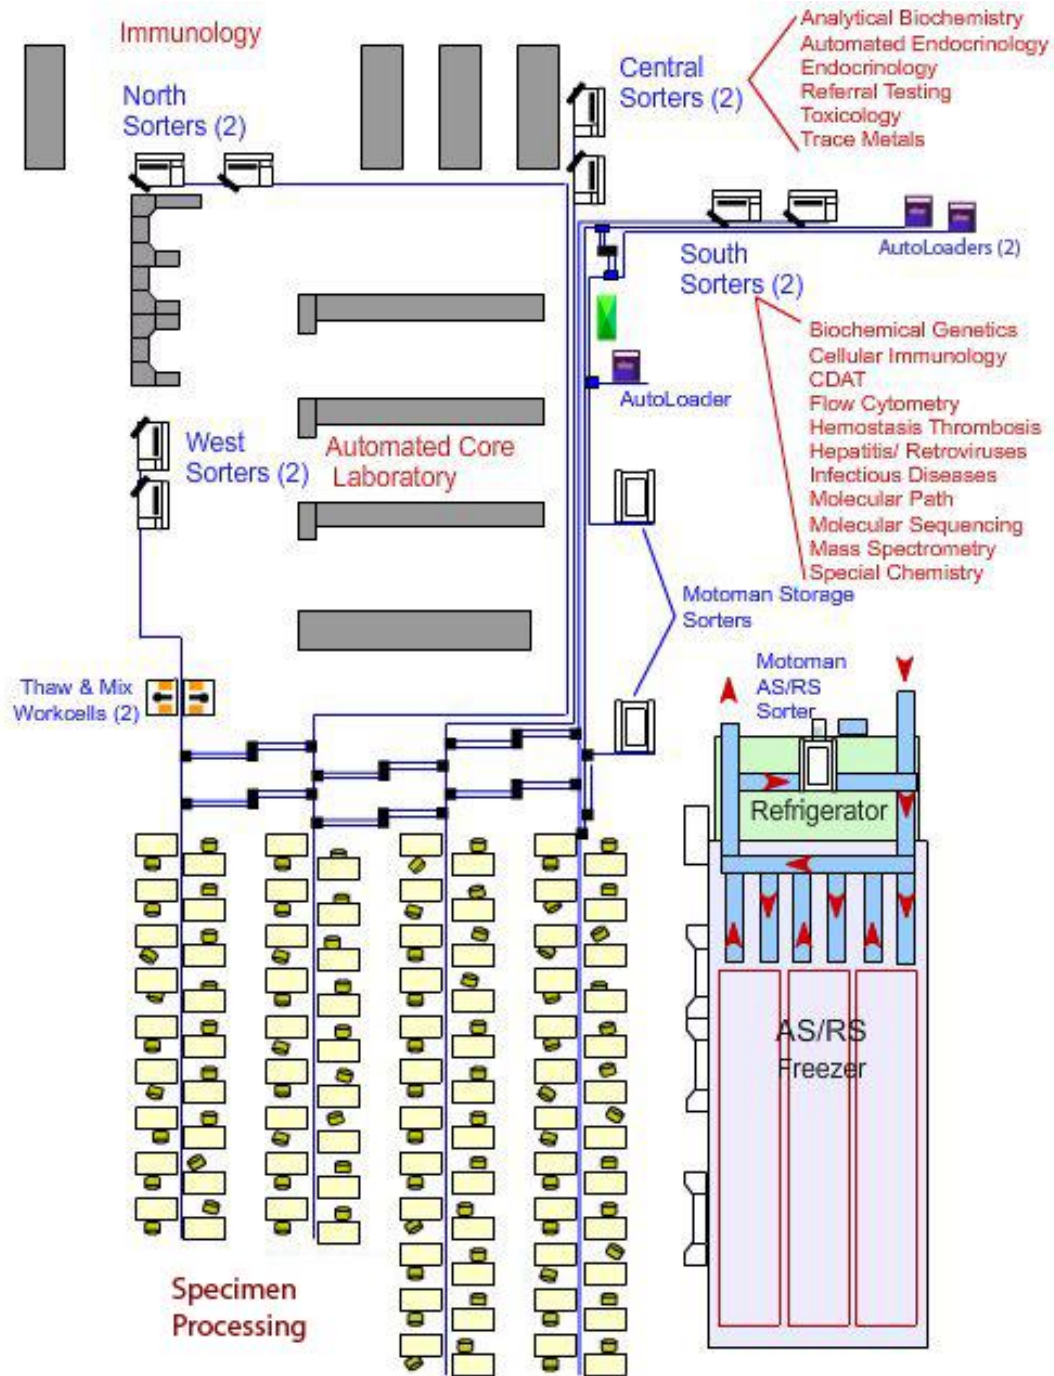 Immunology
North
Sorters (2)
Central
Sorters (2)
Analytical Biochemistry
Automated Endocrinology
Endocrinology
Referral Testing
Toxicology
Trace Metals
South
Sorters (2)
AutoLoaders (2)
Biochemical Genetics
Cellular Immunology
CDAT
Flow Cytometry
Hemostasis Thrombosis
Hepatitis/ Retroviruses
Infectious Diseases
Molecular Path
Molecular Sequencing
Mass Spectrometry
Special Chemistry
AutoLoader
West
Sorters (2)
Automated Core
Laboratory
Motoman Storage
Sorters
Thaw & Mix
Workcells (2)
Motoman
AS/RS
Sorter
Refrigerator
AS/RS
Freezer
Specimen
Processing